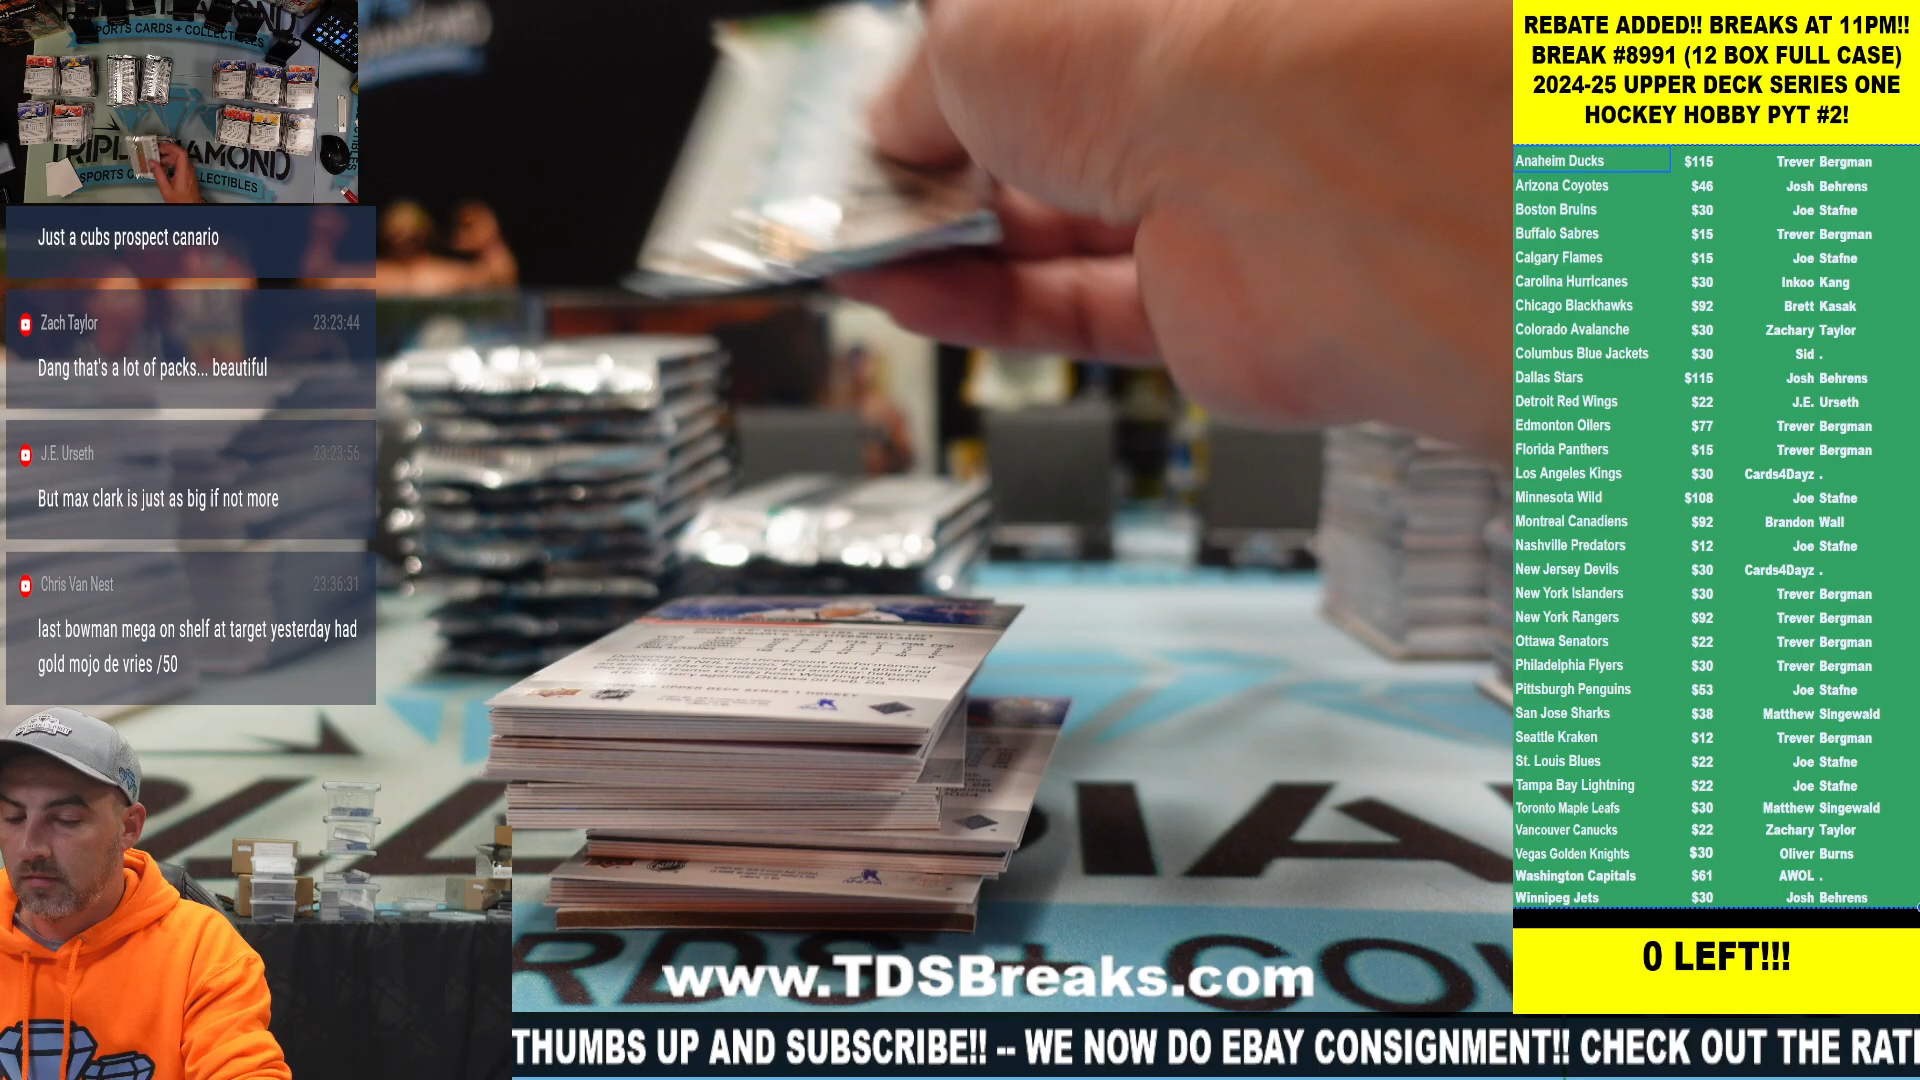 SPORTS CARDS + COLLECTIBLES
TRIPLE DIAMOND
SPORTS COLLECTIBLES
Just a cubs prospect canario
Zach Taylor 23:23:44
Dang that's a lot of packs... beautiful
J.E. Urseth 23:23:56
But max clark is just as big if not more
Chris Van Nest 23:36:31
last bowman mega on shelf at target yesterday had
gold mojo de vries /50
REBATE ADDED!! BREAKS AT 11PM!!
BREAK #8991 (12 BOX FULL CASE)
2024-25 UPPER DECK SERIES ONE
HOCKEY HOBBY PYT #2!
Anaheim Ducks $115 Trever Bergman
Arizona Coyotes $46 Josh Behrens
Boston Bruins $30 Joe Stafne
Buffalo Sabres $15 Trever Bergman
Calgary Flames $15 Joe Stafne
Carolina Hurricanes $30 Inkoo Kang
Chicago Blackhawks $92 Brett Kasak
Colorado Avalanche $30 Zachary Taylor
Columbus Blue Jackets $30 Sid .
Dallas Stars $115 Josh Behrens
Detroit Red Wings $22 J.E. Urseth
Edmonton Oilers $77 Trever Bergman
Florida Panthers $15 Trever Bergman
Los Angeles Kings $30 Cards4Dayz .
Minnesota Wild $108 Joe Stafne
Montreal Canadiens $92 Brandon Wall
Nashville Predators $12 Joe Stafne
New Jersey Devils $30 Cards4Dayz .
New York Islanders $30 Trever Bergman
New York Rangers $92 Trever Bergman
Ottawa Senators $22 Trever Bergman
Philadelphia Flyers $30 Trever Bergman
Pittsburgh Penguins $53 Joe Stafne
San Jose Sharks $38 Matthew Singewald
Seattle Kraken $12 Trever Bergman
St. Louis Blues $22 Joe Stafne
Tampa Bay Lightning $22 Joe Stafne
Toronto Maple Leafs $30 Matthew Singewald
Vancouver Canucks $22 Zachary Taylor
Vegas Golden Knights $30 Oliver Burns
Washington Capitals $61 AWOL .
Winnipeg Jets $30 Josh Behrens
0 LEFT!!!
www.TDSBreaks.com
THUMBS UP AND SUBSCRIBE!! -- WE NOW DO EBAY CONSIGNMENT!! CHECK OUT THE RAT